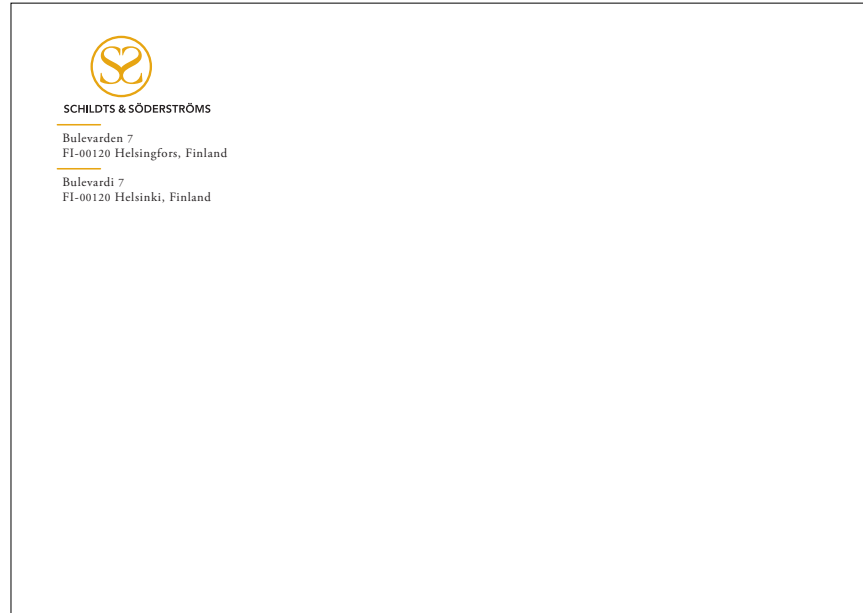 SCHILDTS & SÖDERSTRÖMS
Bulevarden 7
FI-00120 Helsingfors, Finland
Bulevardi 7
FI-00120 Helsinki, Finland